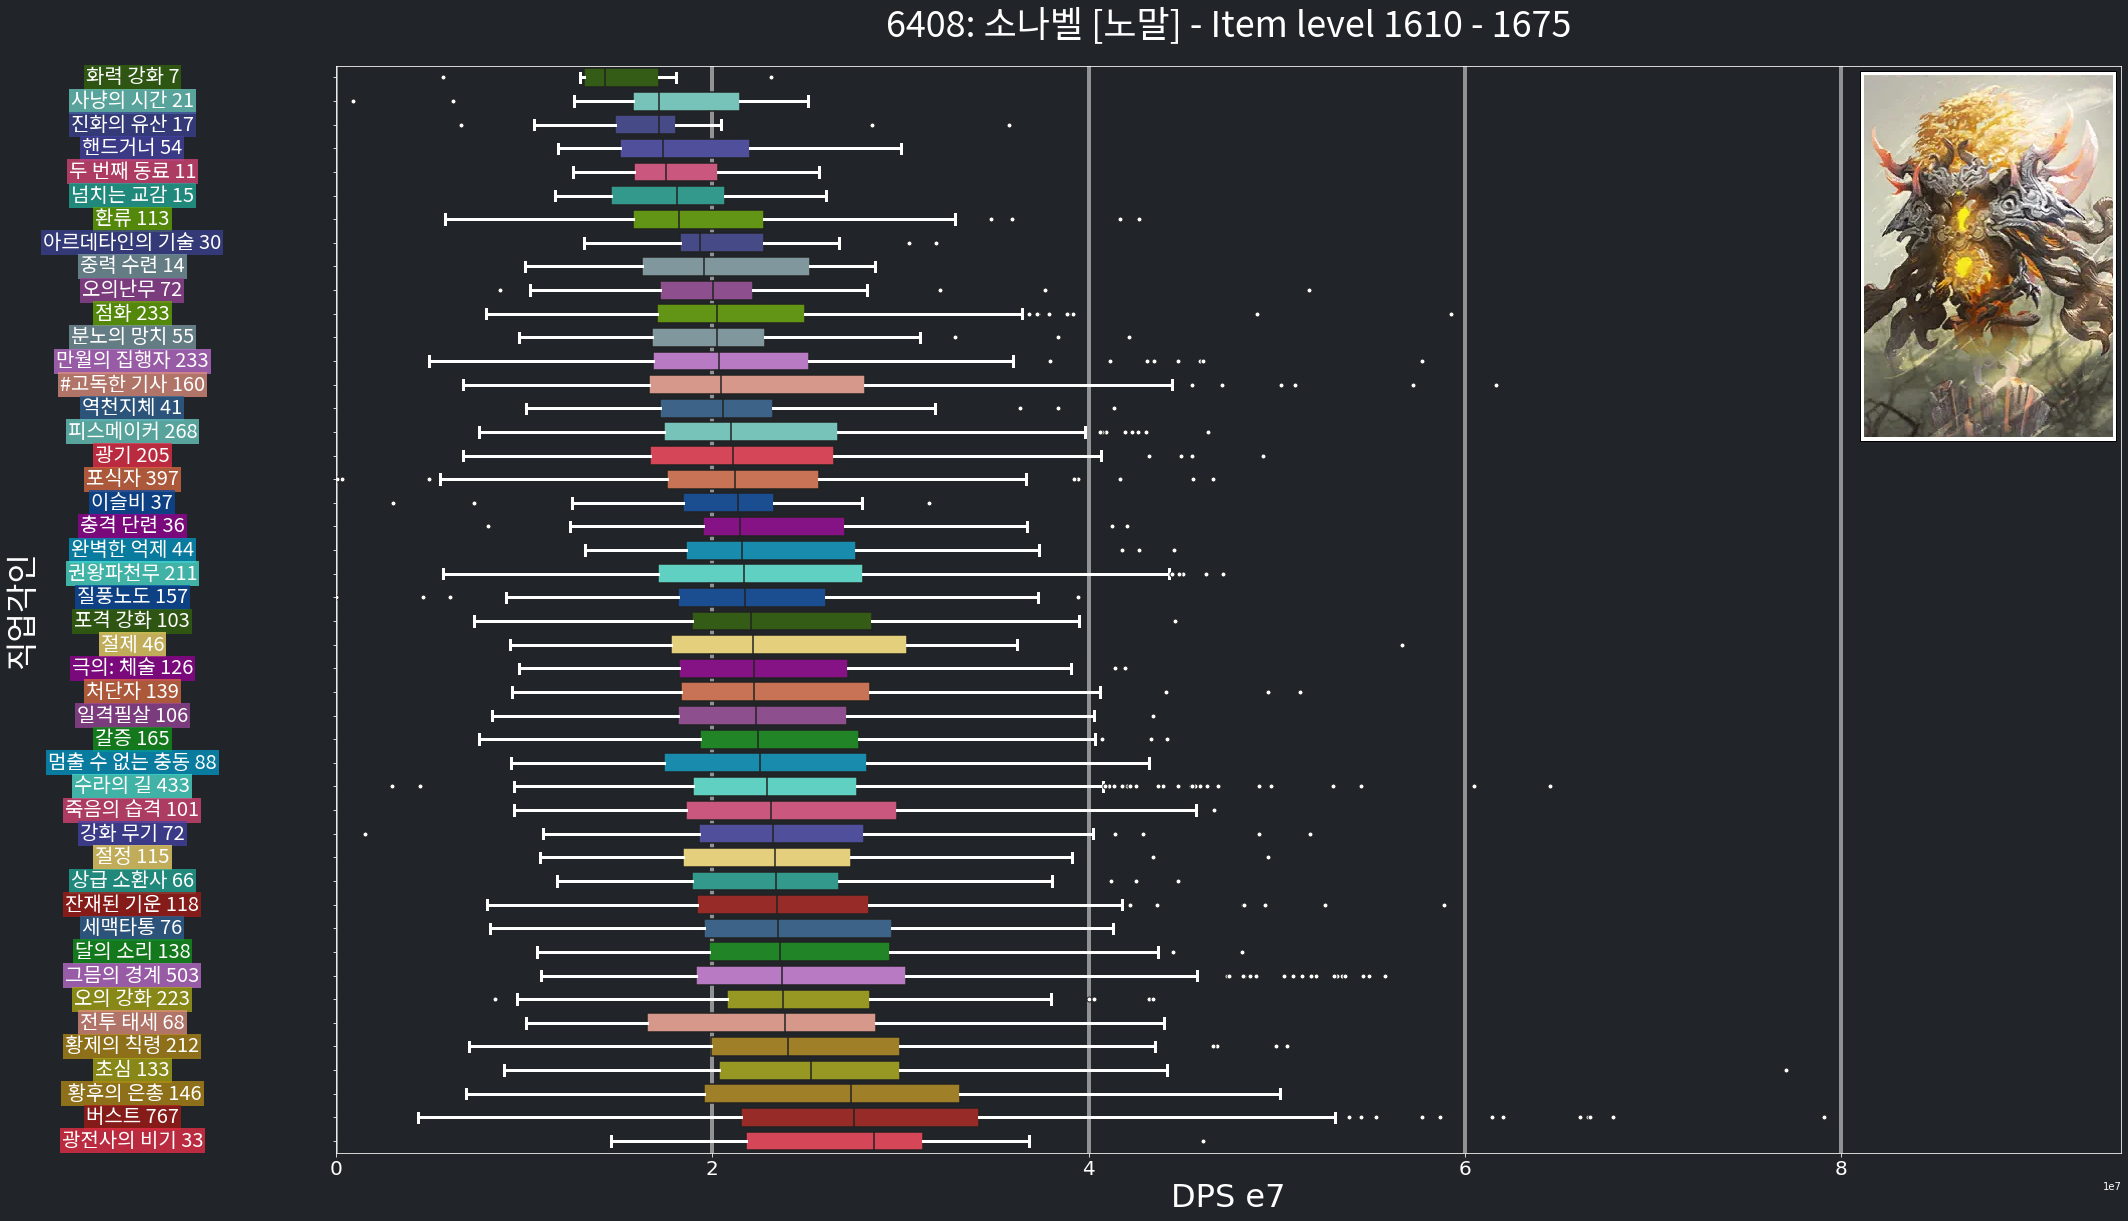 6408: 소나벨 [노말] - Item level 1610 - 1675
화력 강화 7
사냥의 시간 21
진화의 유산 17
핸드거너 54
두 번째 동료 11
넘치는 교감 15
환류 113
아르데타인의 기술 30
중력 수련 14
오의난무 72
점화 233
분노의 망치 55
만월의 집행자 233
#고독한 기사 160
역천지체 41
피스메이커 268
광기 205
포식자 397
이슬비 37
충격 단련 36
완벽한 억제 44
권왕파천무 211
질풍노도 157
포격 강화 103
절제 46
극의: 체술 126
처단자 139
일격필살 106
갈증 165
멈출 수 없는 충동 88
수라의 길 433
죽음의 습격 101
강화 무기 72
절정 115
상급 소환사 66
잔재된 기운 118
세맥타통 76
달의 소리 138
그믐의 경계 503
오의 강화 223
전투 태세 68
황제의 칙령 212
초심 133
황후의 은총 146
버스트 767
광전사의 비기 33
직업각인
0 2 4 6 8
DPS e7
1e7